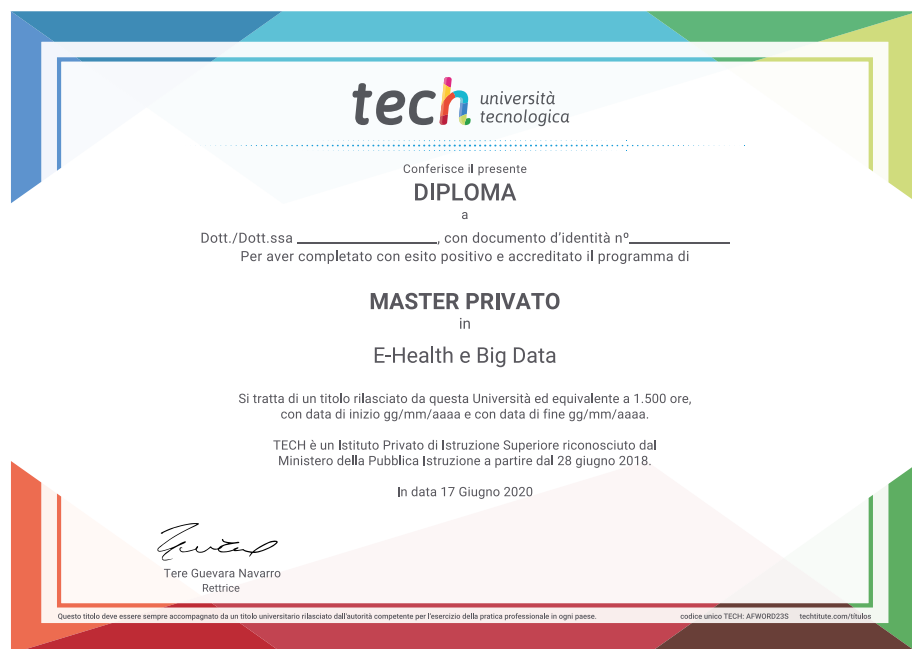 tech università
tecnologica
Conferisce il presente
DIPLOMA
a
Dott./Dott.ssa ____________________, con documento d'identità nº______________
Per aver completato con esito positivo e accreditato il programma di
MASTER PRIVATO
in
E-Health e Big Data
Si tratta di un titolo rilasciato da questa Università ed equivalente a 1.500 ore,
con data di inizio gg/mm/aaaa e con data di fine gg/mm/aaaa.
TECH è un Istituto Privato di Istruzione Superiore riconosciuto dal
Ministero della Pubblica Istruzione a partire dal 28 giugno 2018.
In data 17 Giugno 2020
Tere Guevara Navarro
Rettrice
Questo titolo deve essere sempre accompagnato da un titolo universitario rilasciato dall'autorità competente per l'esercizio della pratica professionale in ogni paese. codice unico TECH: AFWORD23S techtitute.com/títulos